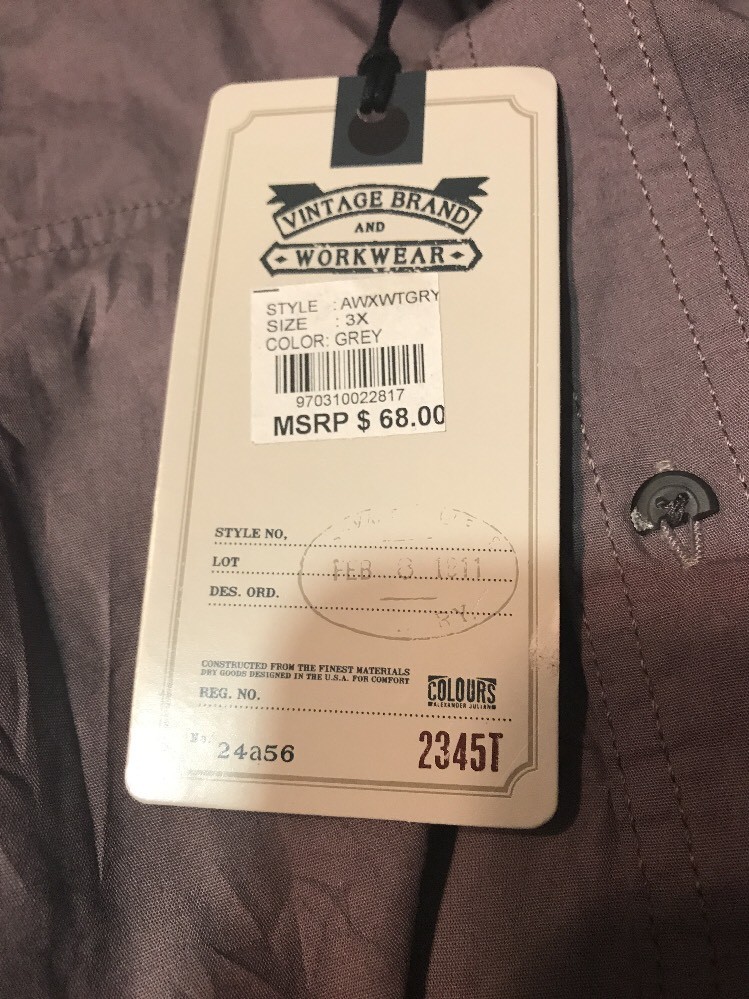 VINTAGE BRAND
AND
WORKWEAR
STYLE : AWXWTGRY
SIZE : 3X
COLOR: GREY
970310022817
MSRP $ 68.00
STYLE NO,
LOT
FEB 3 1911
DES. ORD.
CONSTRUCTED FROM THE FINEST MATERIALS
DRY GOODS DESIGNED IN THE U.S.A. FOR COMFORT
REG. NO.
COLOURS
ALEXANDER JULIAN
No. 24a56
2345T